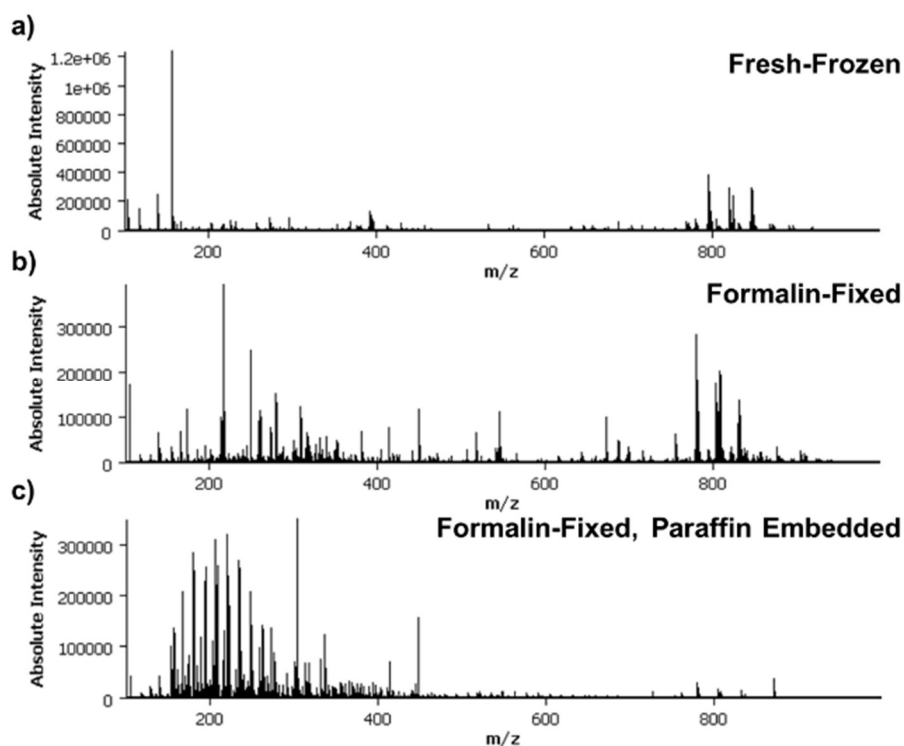 a)
Fresh-Frozen
Absolute Intensity
1.2e+06
1e+06
800000
600000
400000
200000
0
200
400
600
800
m/z
b)
Formalin-Fixed
Absolute Intensity
300000
200000
100000
0
200
400
600
800
m/z
c)
Formalin-Fixed, Paraffin Embedded
Absolute Intensity
300000
200000
100000
0
200
400
600
800
m/z